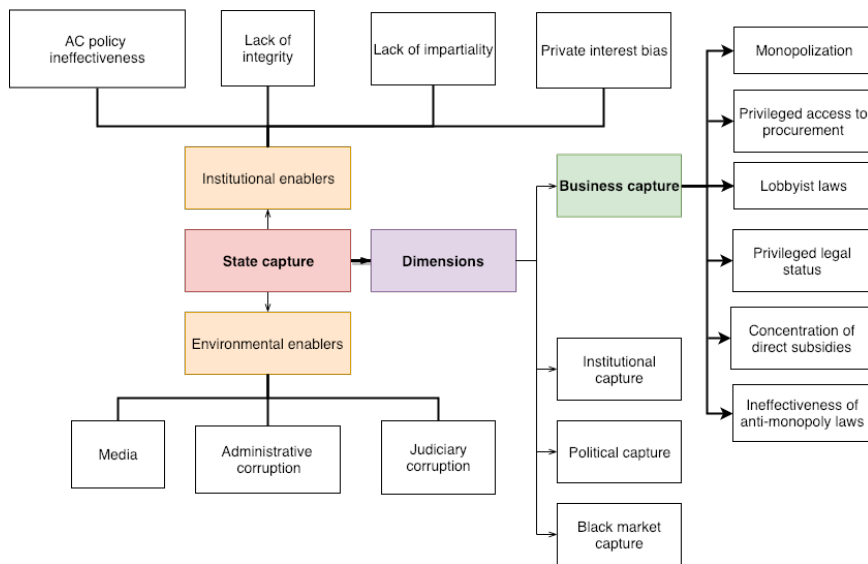 AC policy
ineffectiveness
Lack of
integrity
Lack of impartiality
Private interest bias
Monopolization
Privileged access to
procurement
Institutional enablers
Business capture
Lobbyist laws
State capture
Dimensions
Privileged legal
status
Environmental enablers
Concentration of
direct subsidies
Institutional
capture
Ineffectiveness of
anti-monopoly laws
Media
Administrative
corruption
Judiciary
corruption
Political capture
Black market
capture